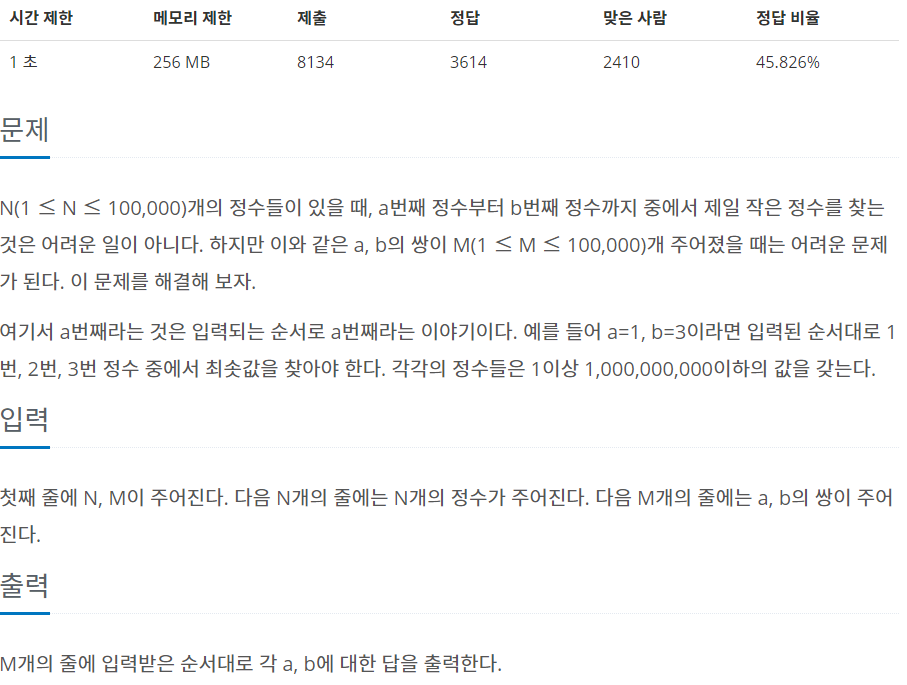 시간 제한 메모리 제한 제출 정답 맞은 사람 정답 비율
1 초 256 MB 8134 3614 2410 45.826%
문제
N(1 ≤ N ≤ 100,000)개의 정수들이 있을 때, a번째 정수부터 b번째 정수까지 중에서 제일 작은 정수를 찾는
것은 어려운 일이 아니다. 하지만 이와 같은 a, b의 쌍이 M(1 ≤ M ≤ 100,000)개 주어졌을 때는 어려운 문제
가 된다. 이 문제를 해결해 보자.
여기서 a번째라는 것은 입력되는 순서로 a번째라는 이야기이다. 예를 들어 a=1, b=3이라면 입력된 순서대로 1
번, 2번, 3번 정수 중에서 최솟값을 찾아야 한다. 각각의 정수들은 1이상 1,000,000,000이하의 값을 갖는다.
입력
첫째 줄에 N, M이 주어진다. 다음 N개의 줄에는 N개의 정수가 주어진다. 다음 M개의 줄에는 a, b의 쌍이 주어
진다.
출력
M개의 줄에 입력받은 순서대로 각 a, b에 대한 답을 출력한다.